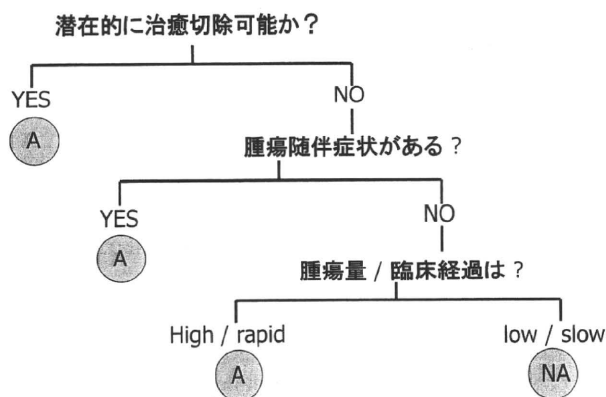 潜在的に治癒切除可能か？
YES
NO
A
腫瘍随伴症状がある？
YES
NO
A
腫瘍量 / 臨床経過は？
High / rapid
low / slow
A
NA